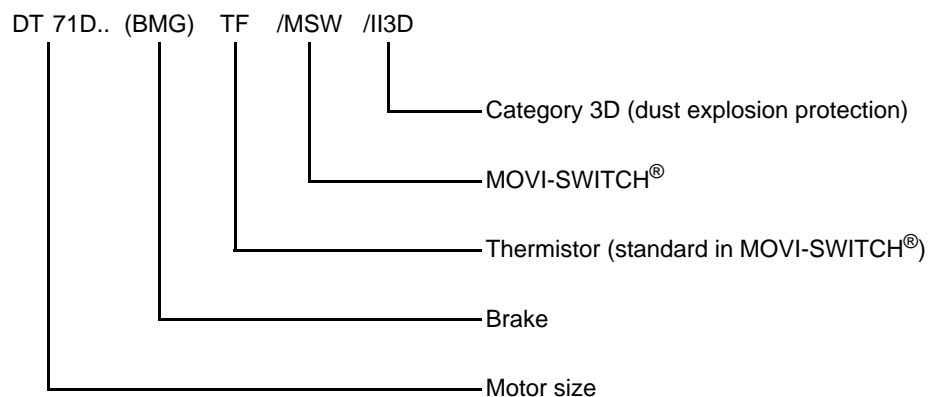 DT 71D.. (BMG) TF /MSW /II3D
Category 3D (dust explosion protection)
MOVI-SWITCH®
Thermistor (standard in MOVI-SWITCH®)
Brake
Motor size